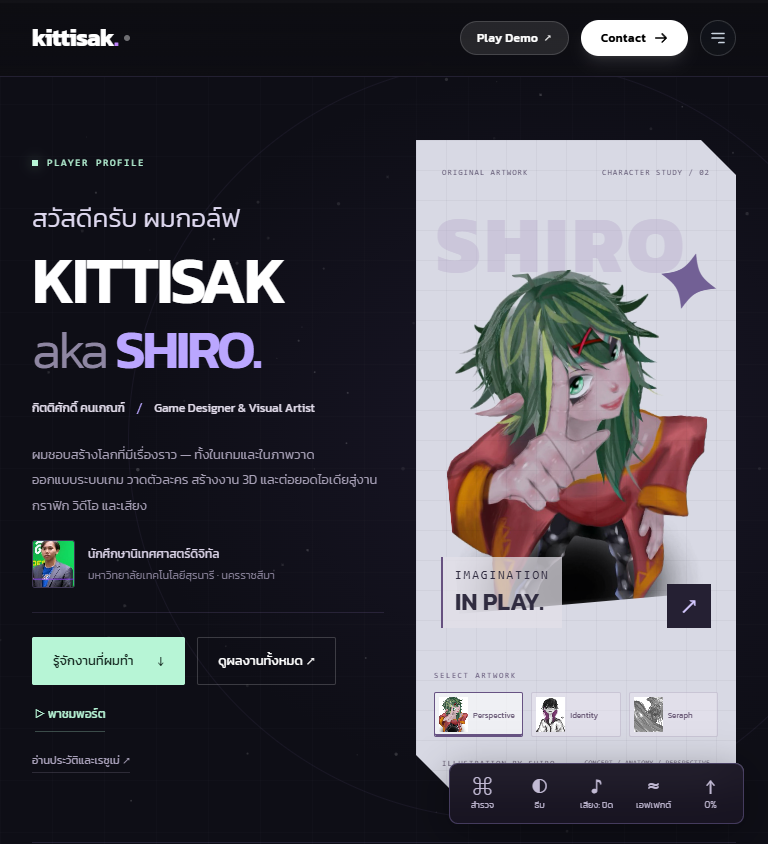 kittisak.
Play Demo ↗
Contact →
PLAYER PROFILE
สวัสดีครับ ผมกอล์ฟ
KITTISAK
aka SHIRO.
กิตติศักดิ์ คนเกณฑ์ / Game Designer & Visual Artist
ผมชอบสร้างโลกที่มีเรื่องราว — ทั้งในเกมและในภาพวาด
ออกแบบระบบเกม วาดตัวละคร สร้างงาน 3D และต่อยอดไอเดียสู่งาน
กราฟิก วิดีโอ และเสียง
นักศึกษานิเทศศาสตร์ดิจิทัล
มหาวิทยาลัยเทคโนโลยีสุรนารี · นครราชสีมา
รู้จักงานที่ผมทำ ↓
ดูผลงานทั้งหมด ↗
▷ พาชมพอร์ต
อ่านประวัติและเรซูเม่ ↗
ORIGINAL ARTWORK
CHARACTER STUDY / 02
SHIRO
IMAGINATION
IN PLAY.
↗
SELECT ARTWORK
Perspective
Identity
Seraph
ILLUSTRATION BY SHIRO
CONCEPT / ANATOMY / PERSPECTIVE
⌘ สำรวจ
ธีม
เสียง: ปิด
≈ เอฟเฟกต์
↑ 0%